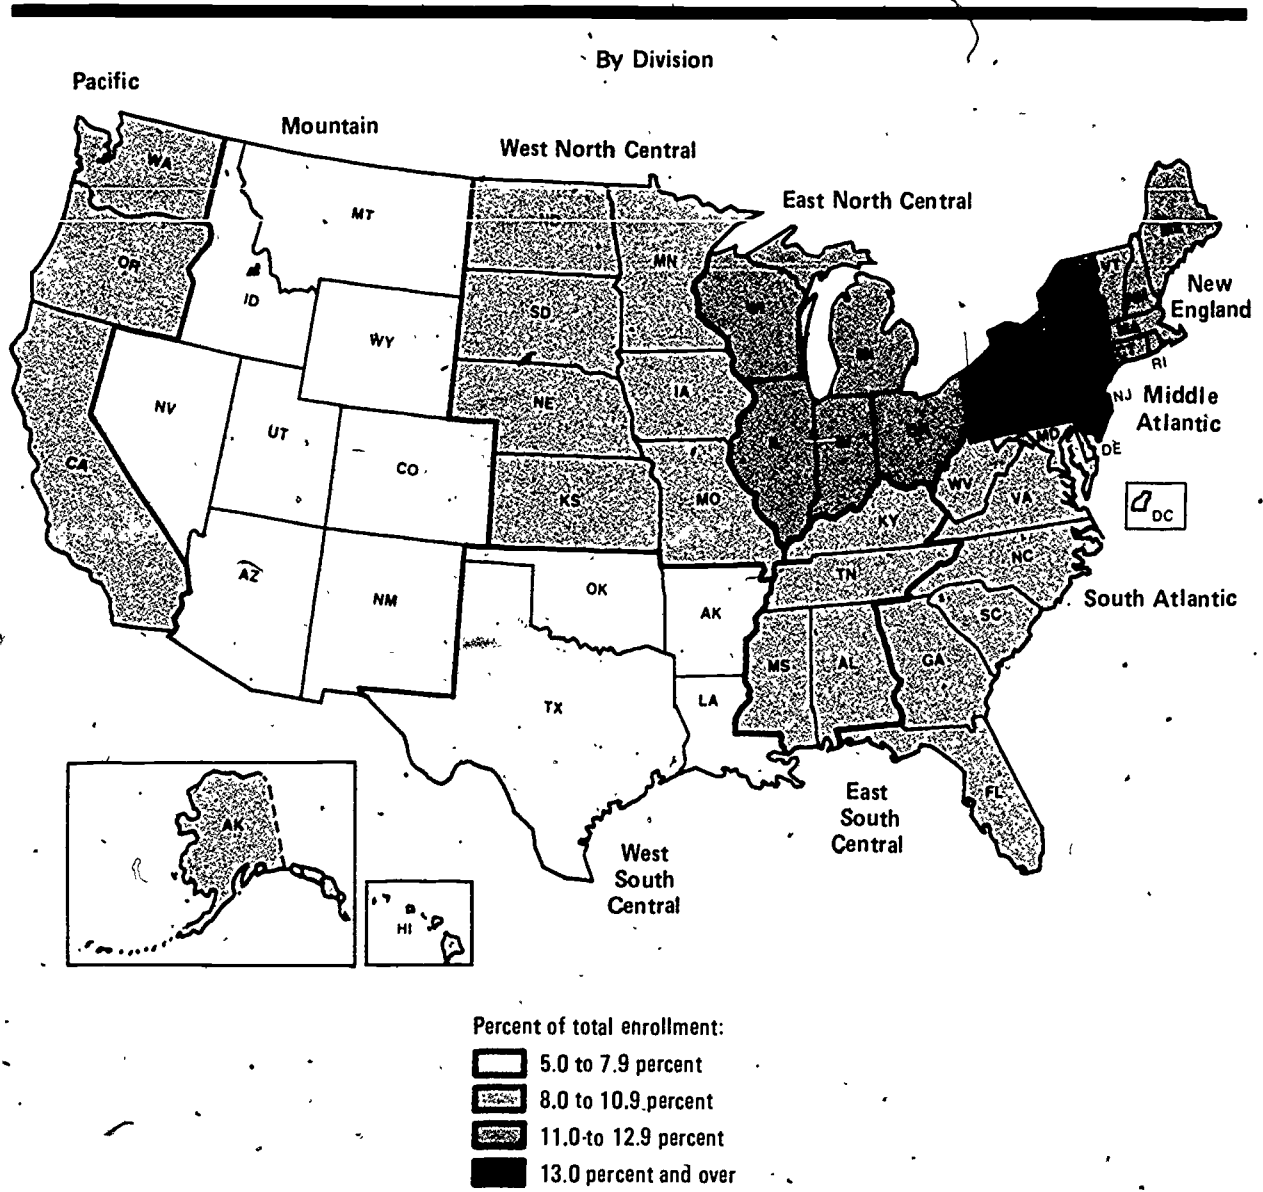 By Division
Pacific
Mountain
West North Central
East North Central
New
England
Middle
Atlantic
South Atlantic
East
South
Central
West
South
Central
WA
OR
CA
MT
ID
WY
NV
UT
CO
AZ
NM
SD
NE
KS
MN
IA
MO
OK
AK
TX
LA
KY
TN
MS
AL
GA
FL
SC
NC
VA
WV
MD
DE
DC
NJ
RI
VT
MA
AK
HI
Percent of total enrollment:
5.0 to 7.9 percent
8.0 to 10.9 percent
11.0 to 12.9 percent
13.0 percent and over